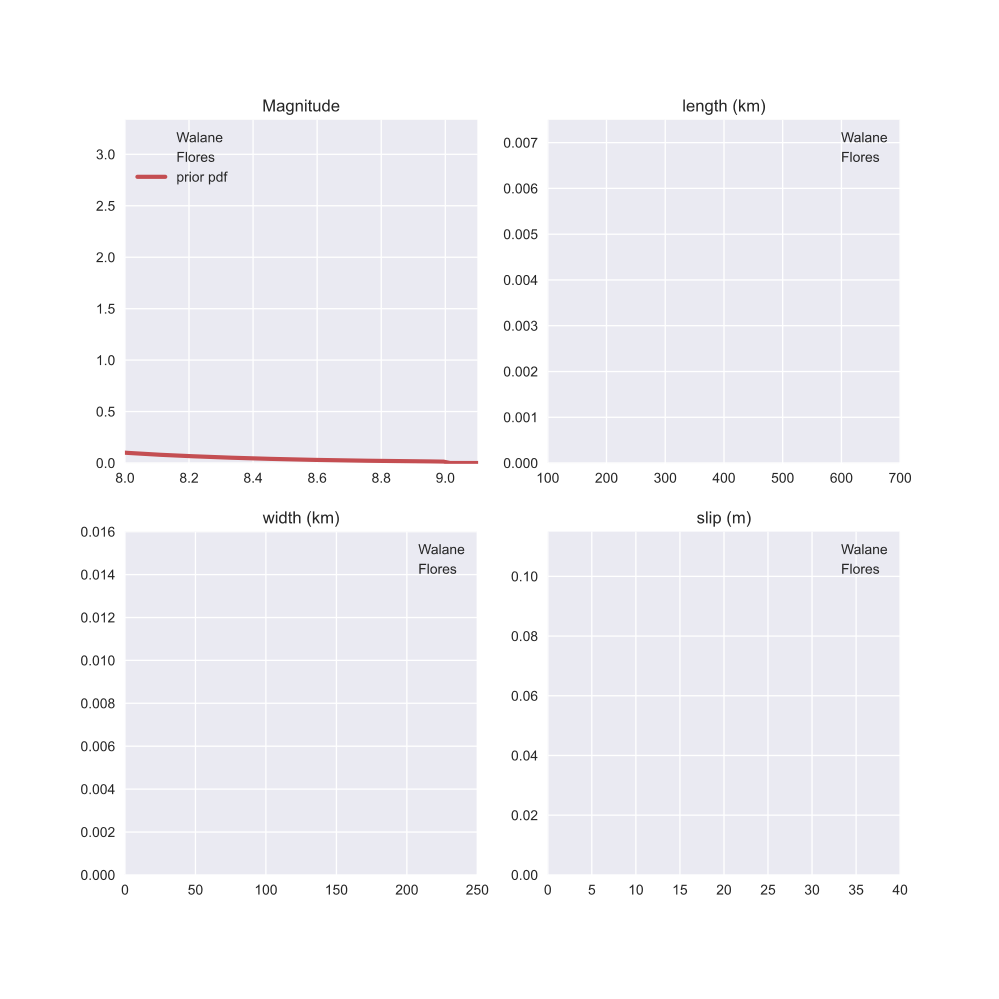 Magnitude
Walane
Flores
prior pdf
3.0
2.5
2.0
1.5
1.0
0.5
0.0
8.0 8.2 8.4 8.6 8.8 9.0
length (km)
Walane
Flores
0.007
0.006
0.005
0.004
0.003
0.002
0.001
0.000
100 200 300 400 500 600 700
width (km)
Walane
Flores
0.016
0.014
0.012
0.010
0.008
0.006
0.004
0.002
0.000
0 50 100 150 200 250
slip (m)
Walane
Flores
0.10
0.08
0.06
0.04
0.02
0.00
0 5 10 15 20 25 30 35 40